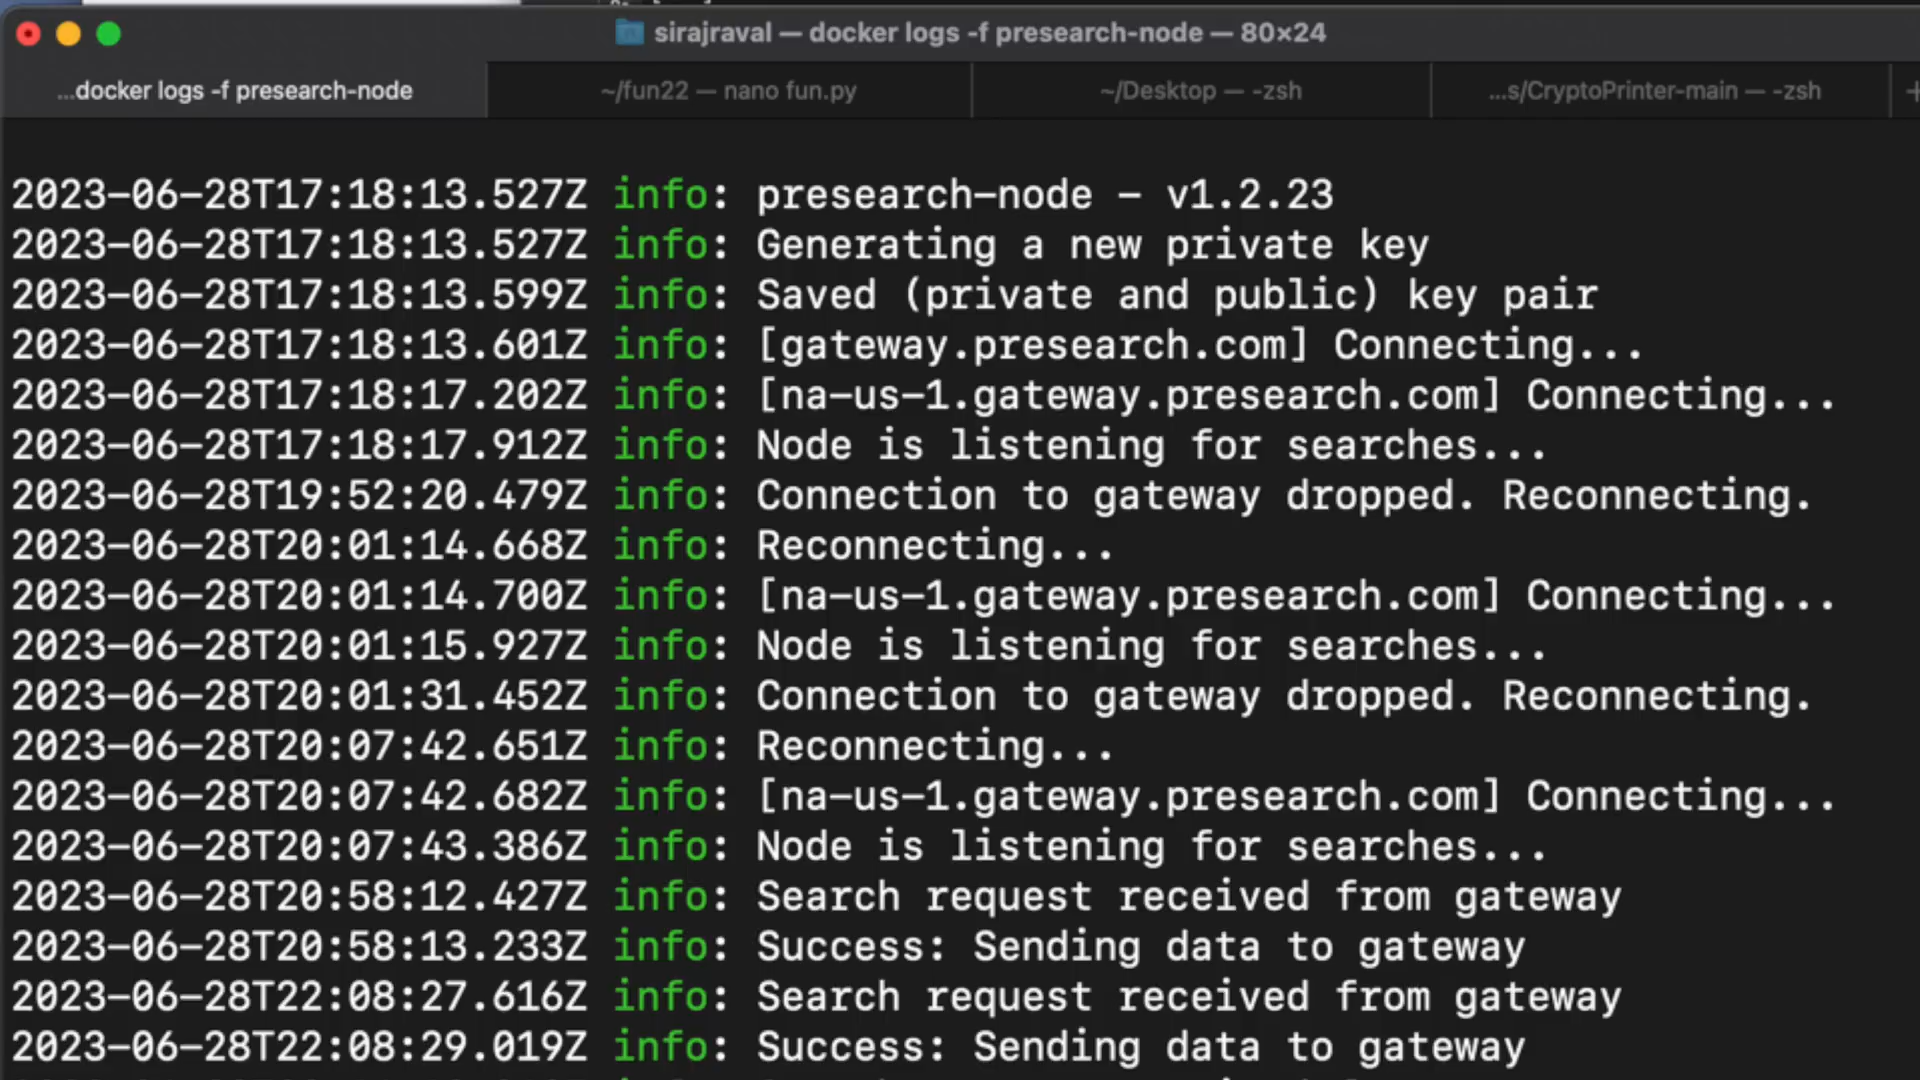 sirajraval — docker logs -f presearch-node — 80×24
...docker logs -f presearch-node
~/fun22 — nano fun.py
~/Desktop — -zsh
...s/CryptoPrinter-main — -zsh
+
2023-06-28T17:18:13.527Z info: presearch-node - v1.2.23
2023-06-28T17:18:13.527Z info: Generating a new private key
2023-06-28T17:18:13.599Z info: Saved (private and public) key pair
2023-06-28T17:18:13.601Z info: [gateway.presearch.com] Connecting...
2023-06-28T17:18:17.202Z info: [na-us-1.gateway.presearch.com] Connecting...
2023-06-28T17:18:17.912Z info: Node is listening for searches...
2023-06-28T19:52:20.479Z info: Connection to gateway dropped. Reconnecting.
2023-06-28T20:01:14.668Z info: Reconnecting...
2023-06-28T20:01:14.700Z info: [na-us-1.gateway.presearch.com] Connecting...
2023-06-28T20:01:15.927Z info: Node is listening for searches...
2023-06-28T20:01:31.452Z info: Connection to gateway dropped. Reconnecting.
2023-06-28T20:07:42.651Z info: Reconnecting...
2023-06-28T20:07:42.682Z info: [na-us-1.gateway.presearch.com] Connecting...
2023-06-28T20:07:43.386Z info: Node is listening for searches...
2023-06-28T20:58:12.427Z info: Search request received from gateway
2023-06-28T20:58:13.233Z info: Success: Sending data to gateway
2023-06-28T22:08:27.616Z info: Search request received from gateway
2023-06-28T22:08:29.019Z info: Success: Sending data to gateway